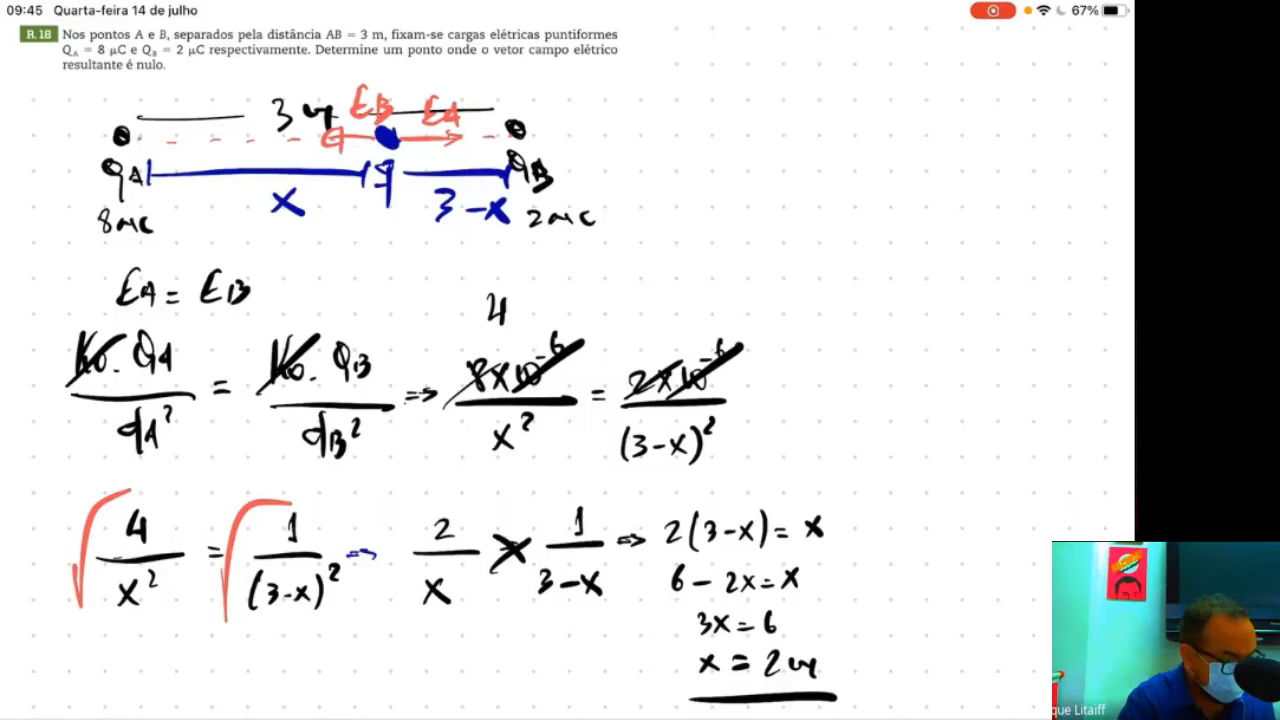 09:45 Quarta-feira 14 de julho 67%
R.18 Nos pontos A e B, separados pela distância AB = 3 m, fixam-se cargas elétricas puntiformes
Q_A = 8 μC e Q_B = 2 μC respectivamente. Determine um ponto onde o vetor campo elétrico
resultante é nulo.
3 m EB EA
QA q QB
x 3-x
8 μC 2 μC
EA = EB
4
K0 . QA / dA² = K0 . QB / dB² => 8x10⁻⁶ / x² = 2x10⁻⁶ / (3-x)²
√4 / x² = √1 / (3-x)² => 2 / x = 1 / 3-x => 2(3-x) = x
6 - 2x = x
3x = 6
x = 2 m
que Litaiff